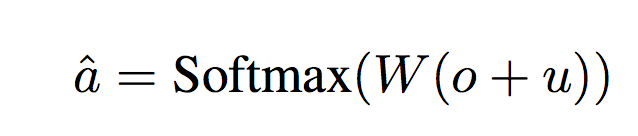 â = Softmax(W(o + u))